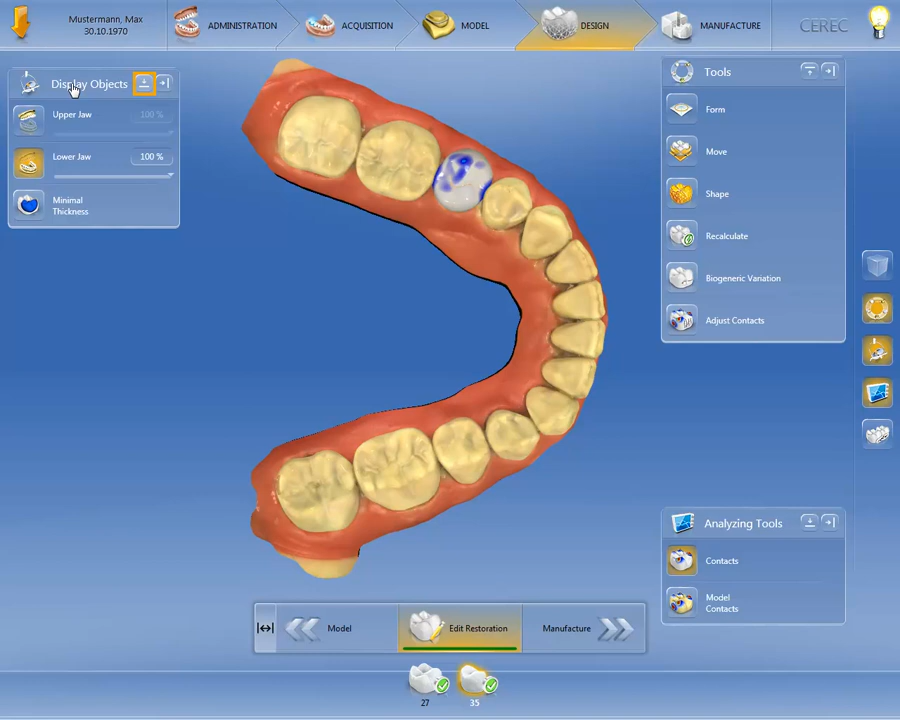 Mustermann, Max
30.10.1970
ADMINISTRATION
ACQUISITION
MODEL
DESIGN
MANUFACTURE
CEREC
Display Objects
Upper Jaw
100 %
Lower Jaw
100 %
Minimal
Thickness
Tools
Form
Move
Shape
Recalculate
Biogeneric Variation
Adjust Contacts
Analyzing Tools
Contacts
Model
Contacts
Model
Edit Restoration
Manufacture
27
35